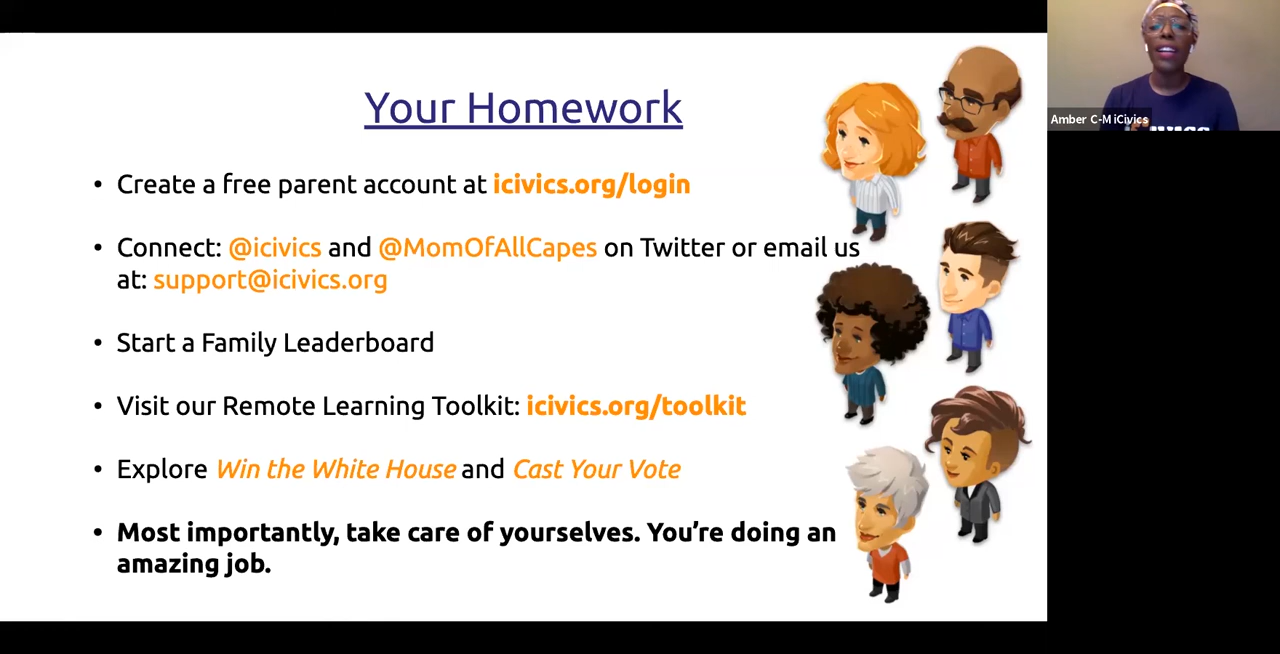 Your Homework
• Create a free parent account at icivics.org/login
• Connect: @icivics and @MomOfAllCapes on Twitter or email us
at: support@icivics.org
• Start a Family Leaderboard
• Visit our Remote Learning Toolkit: icivics.org/toolkit
• Explore Win the White House and Cast Your Vote
• Most importantly, take care of yourselves. You’re doing an
amazing job.
Amber C-M iCivics